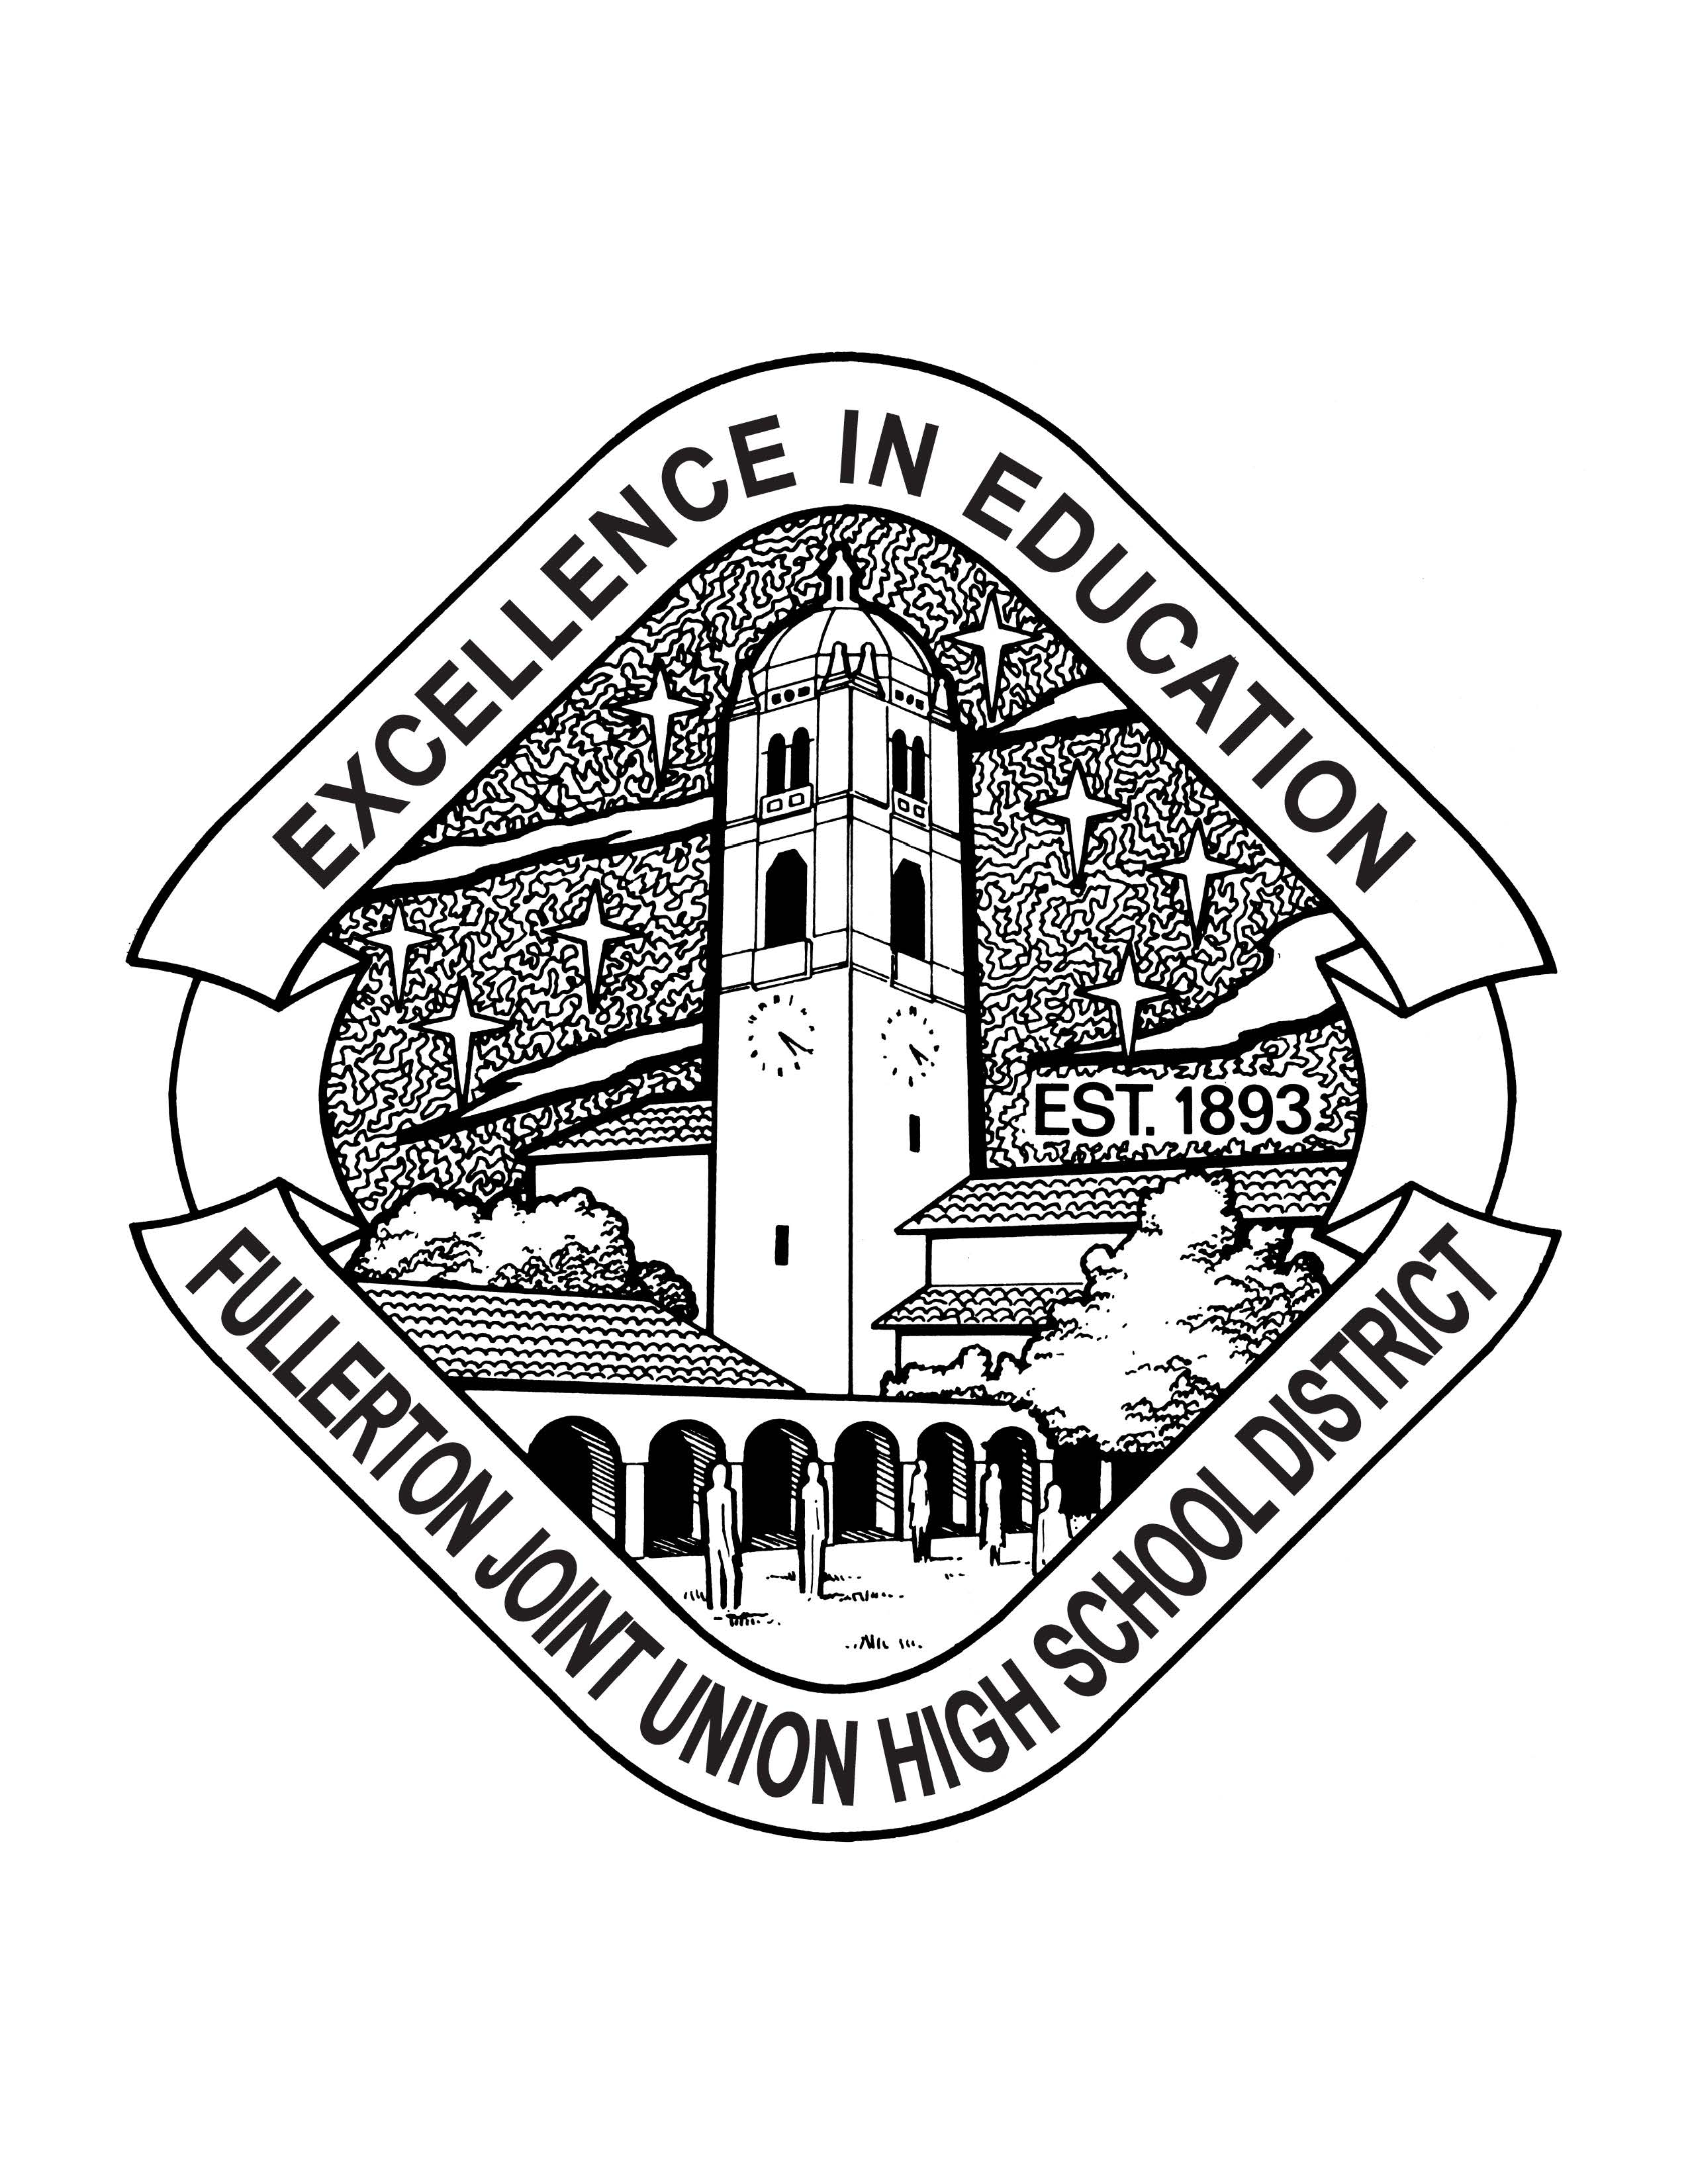 EXCELLENCE IN EDUCATION
EST. 1893
FULLERTON JOINT UNION HIGH SCHOOL DISTRICT